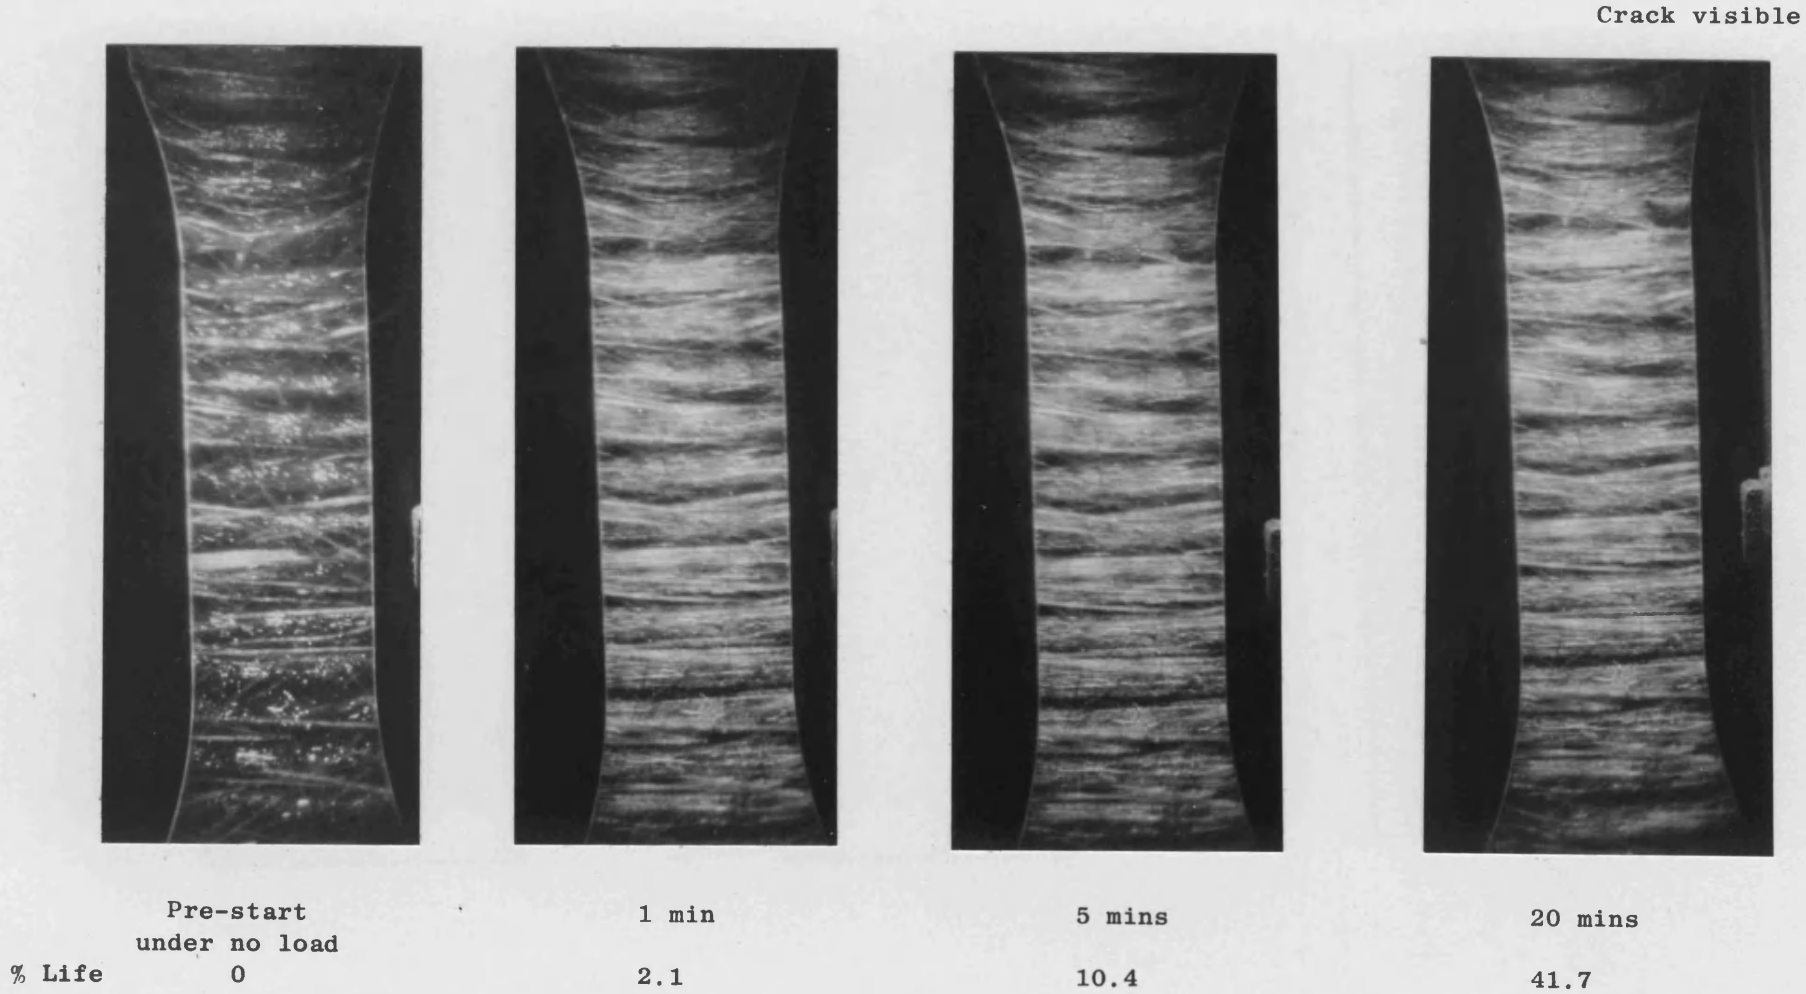 Crack visible
Pre-start 1 min 5 mins 20 mins
under no load
% Life 0 2.1 10.4 41.7